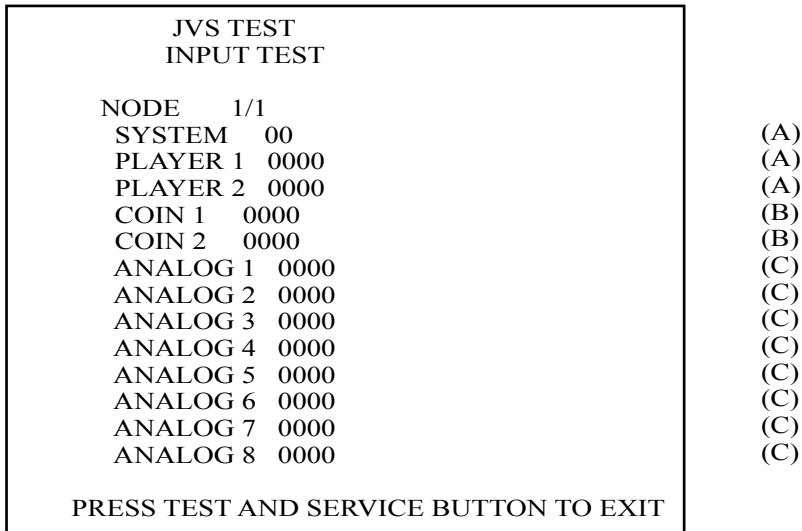 JVS TEST
INPUT TEST
NODE 1/1
SYSTEM 00 (A)
PLAYER 1 0000 (A)
PLAYER 2 0000 (A)
COIN 1 0000 (B)
COIN 2 0000 (B)
ANALOG 1 0000 (C)
ANALOG 2 0000 (C)
ANALOG 3 0000 (C)
ANALOG 4 0000 (C)
ANALOG 5 0000 (C)
ANALOG 6 0000 (C)
ANALOG 7 0000 (C)
ANALOG 8 0000 (C)
PRESS TEST AND SERVICE BUTTON TO EXIT